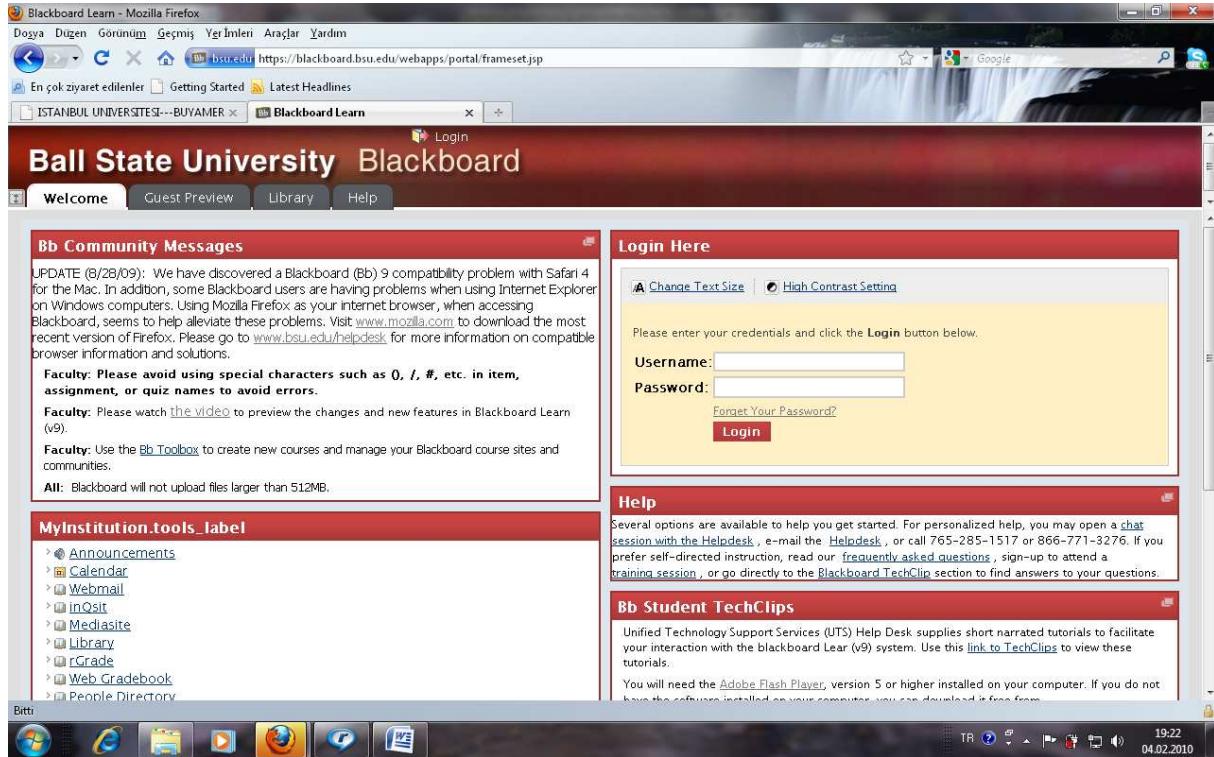 Blackboard Learn - Mozilla Firefox
Dosya Düzen Görünüm Geçmiş Yer İmleri Araçlar Yardım
bsu.edu https://blackboard.bsu.edu/webapps/portal/frameset.jsp
Google
En çok ziyaret edilenler Getting Started Latest Headlines
ISTANBUL UNIVERSITESI---BUYAMER
Blackboard Learn
Login
Ball State University Blackboard
Welcome Guest Preview Library Help
Bb Community Messages
UPDATE (8/28/09): We have discovered a Blackboard (Bb) 9 compatibility problem with Safari 4
for the Mac. In addition, some Blackboard users are having problems when using Internet Explorer
on Windows computers. Using Mozilla Firefox as your internet browser, when accessing
Blackboard, seems to help alleviate these problems. Visit www.mozilla.com to download the most
recent version of Firefox. Please go to www.bsu.edu/helpdesk for more information on compatible
browser information and solutions.
Faculty: Please avoid using special characters such as (), /, #, etc. in item,
assignment, or quiz names to avoid errors.
Faculty: Please watch the video to preview the changes and new features in Blackboard Learn
(v9).
Faculty: Use the Bb Toolbox to create new courses and manage your Blackboard course sites and
communities.
All: Blackboard will not upload files larger than 512MB.
MyInstitution.tools_label
Announcements
Calendar
Webmail
inQsit
Mediasite
Library
rGrade
Web Gradebook
People Directory
Login Here
Change Text Size High Contrast Setting
Please enter your credentials and click the Login button below.
Username:
Password:
Forget Your Password?
Login
Help
Several options are available to help you get started. For personalized help, you may open a chat
session with the Helpdesk , e-mail the Helpdesk , or call 765-285-1517 or 866-771-3276. If you
prefer self-directed instruction, read our frequently asked questions , sign-up to attend a
training session , or go directly to the Blackboard TechClip section to find answers to your questions.
Bb Student TechClips
Unified Technology Support Services (UTS) Help Desk supplies short narrated tutorials to facilitate
your interaction with the blackboard Lear (v9) system. Use this link to TechClips to view these
tutorials.
You will need the Adobe Flash Player, version 5 or higher installed on your computer. If you do not
have the software installed on your computer, you can download it free from
Bitti
TR
19:22
04.02.2010